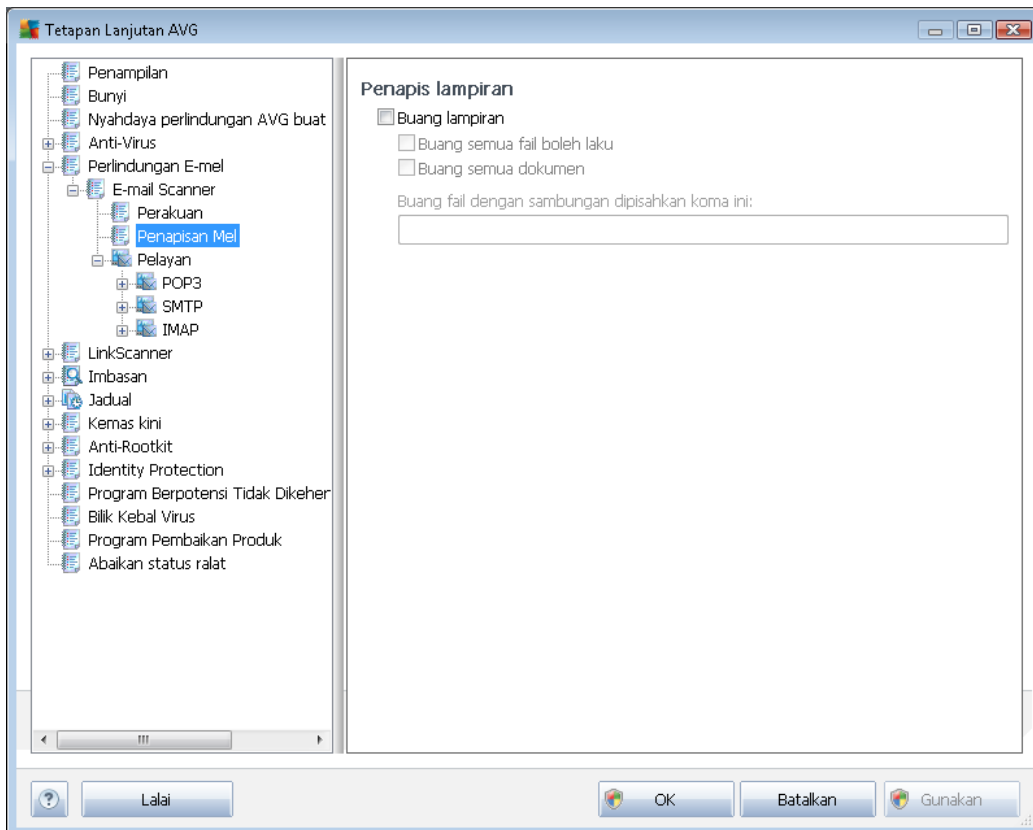 Tetapan Lanjutan AVG
Penampilan
Bunyi
Nyahdaya perlindungan AVG buat
Anti-Virus
Perlindungan E-mel
E-mail Scanner
Perakuan
Penapisan Mel
Pelayan
POP3
SMTP
IMAP
LinkScanner
Imbasan
Jadual
Kemas kini
Anti-Rootkit
Identity Protection
Program Berpotensi Tidak Dikeher
Bilik Kebal Virus
Program Pembaikan Produk
Abaikan status ralat
Penapis lampiran
Buang lampiran
Buang semua fail boleh laku
Buang semua dokumen
Buang fail dengan sambungan dipisahkan koma ini:
? Lalai OK Batalkan Gunakan